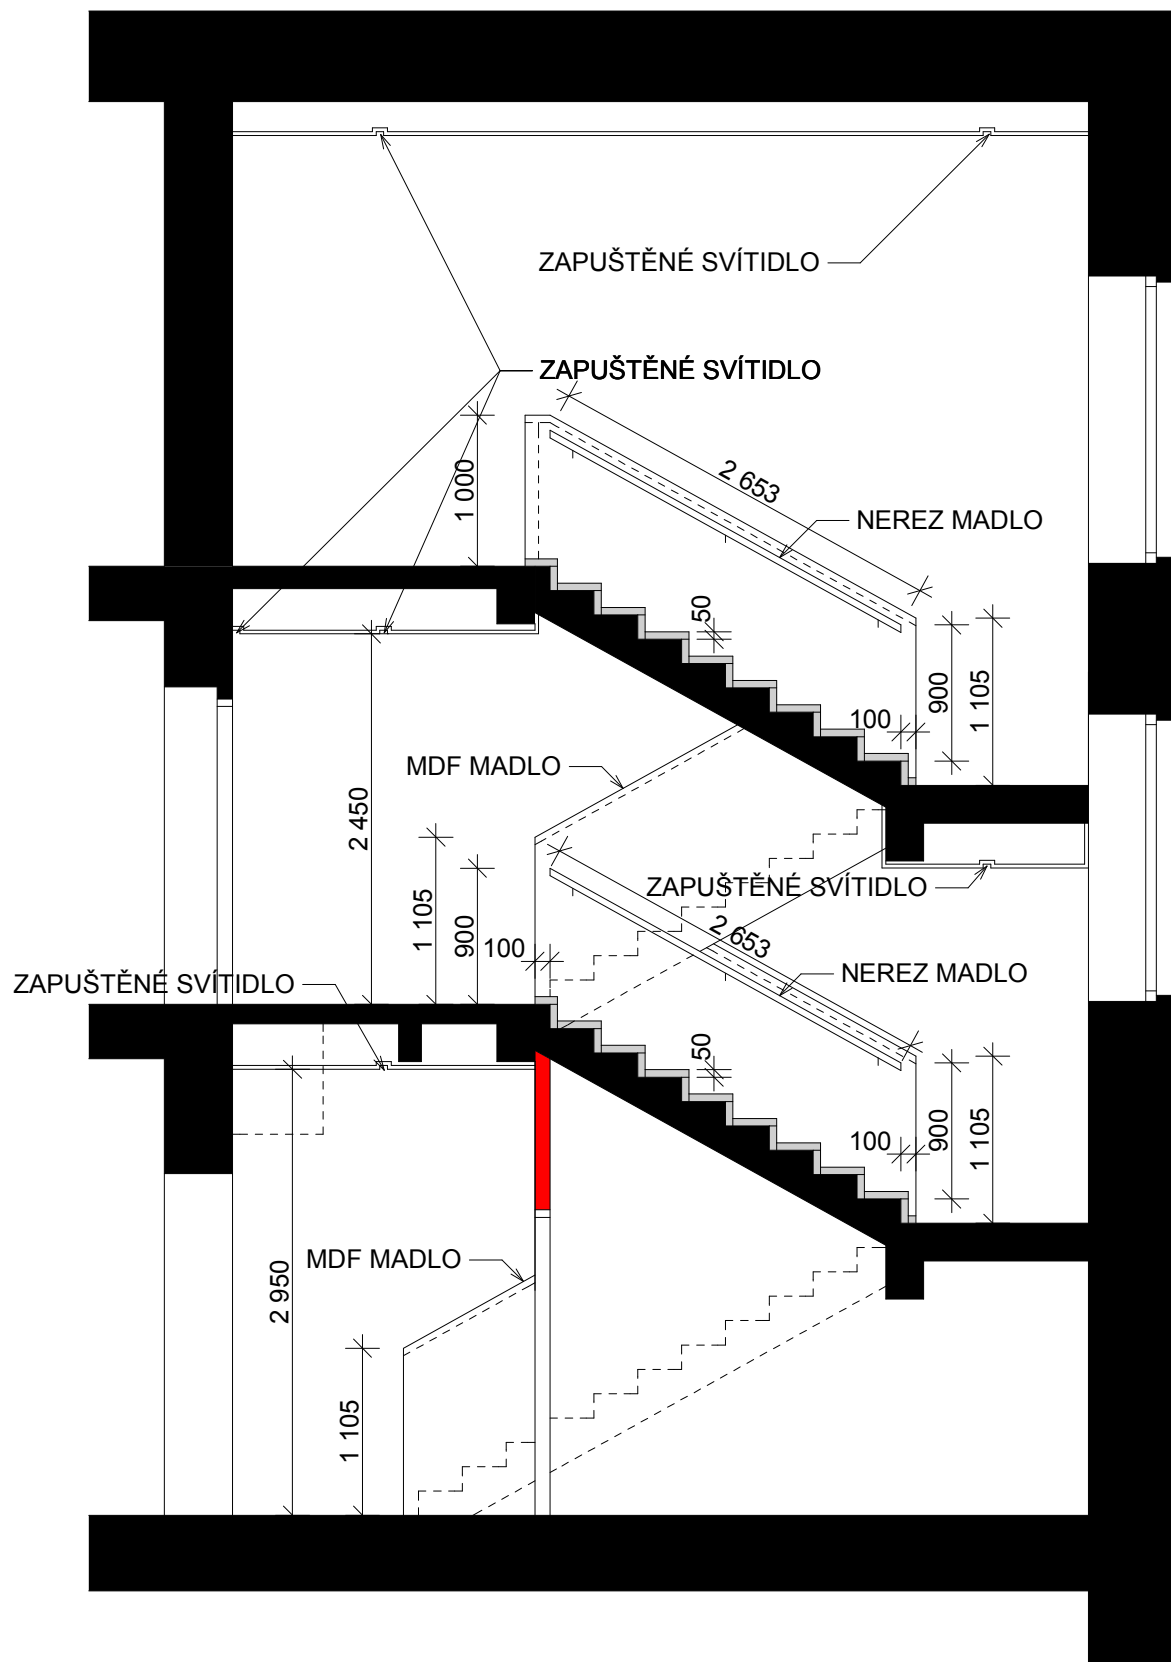 ZAPUŠTĚNÉ SVÍTIDLO
ZAPUŠTĚNÉ SVÍTIDLO
1 000
2 653
NEREZ MADLO
50
900
1 105
100
MDF MADLO
2 450
1 105
900
100
ZAPUŠTĚNÉ SVÍTIDLO
2 653
NEREZ MADLO
ZAPUŠTĚNÉ SVÍTIDLO
50
900
1 105
100
MDF MADLO
2 950
1 105